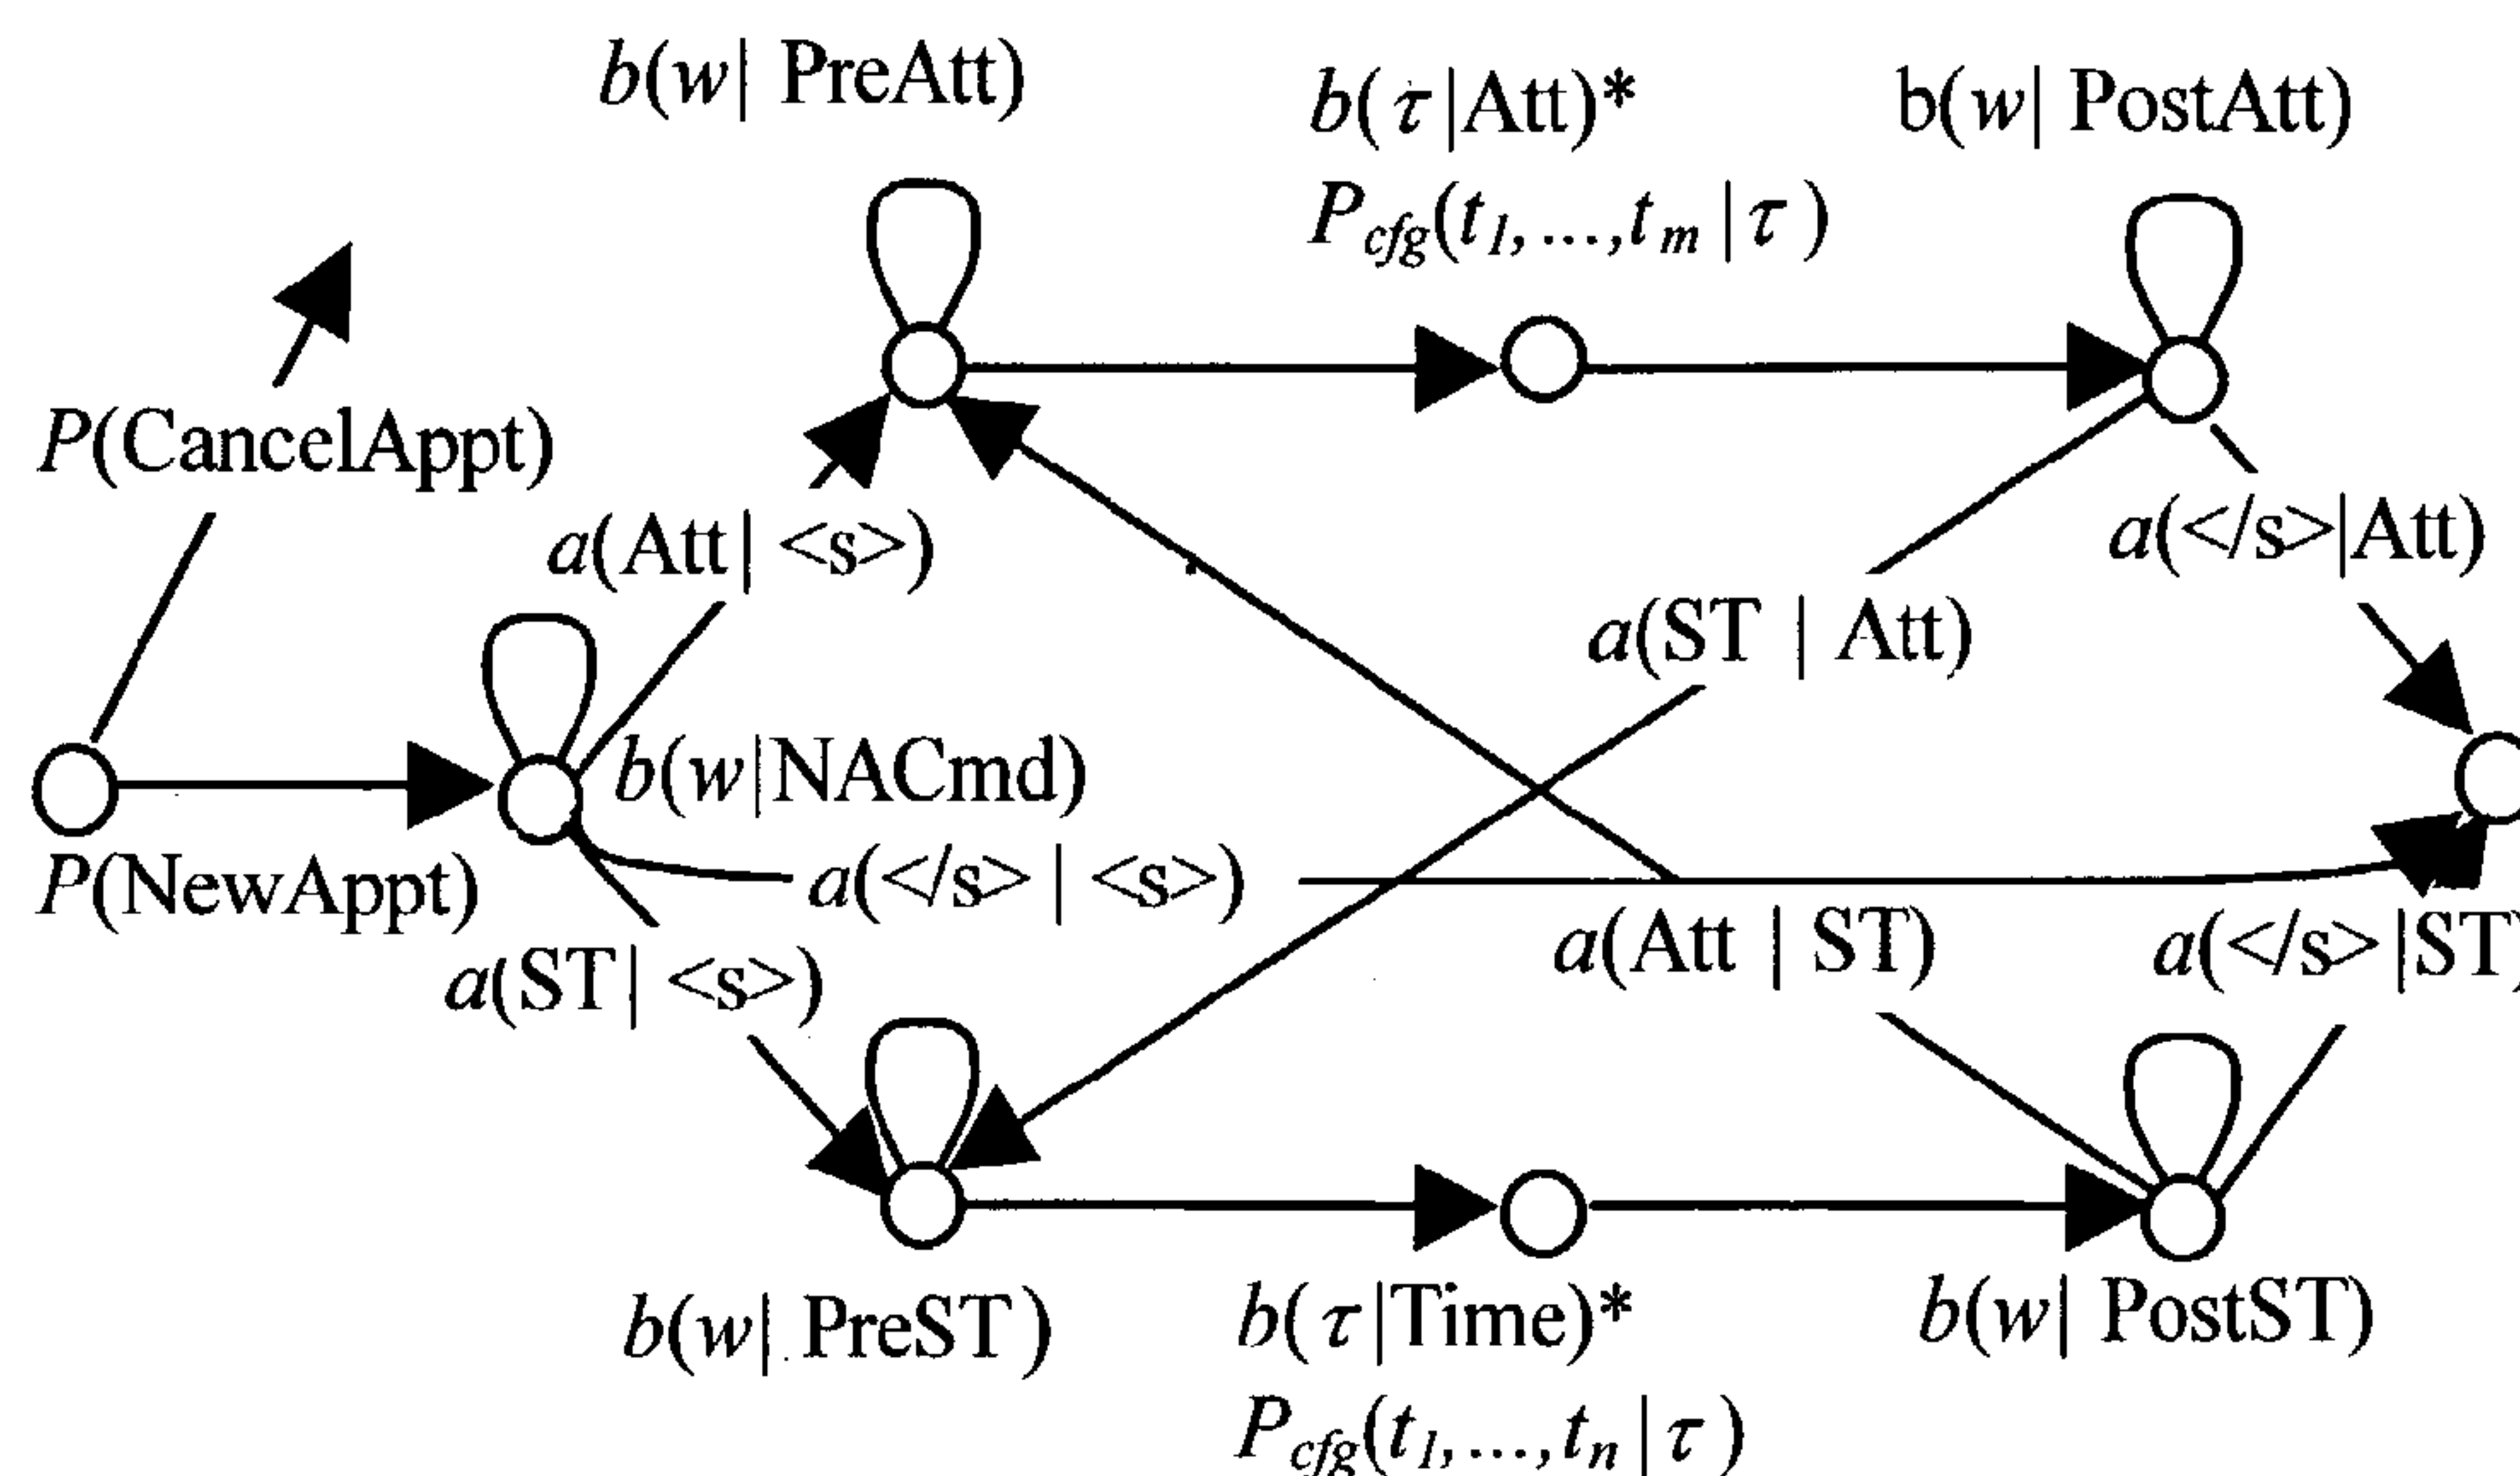 b(w| PreAtt)
b(τ|Att)*
b(w| PostAtt)
P_cfg(t_1,...,t_m|τ)
P(CancelAppt)
a(Att| <s>)
a(</s>|Att)
a(ST | Att)
b(w|NACmd)
P(NewAppt)
a(</s> | <s>)
a(Att | ST)
a(</s> |ST)
a(ST| <s>)
b(w| PreST)
b(τ|Time)*
b(w| PostST)
P_cfg(t_1,...,t_n|τ)